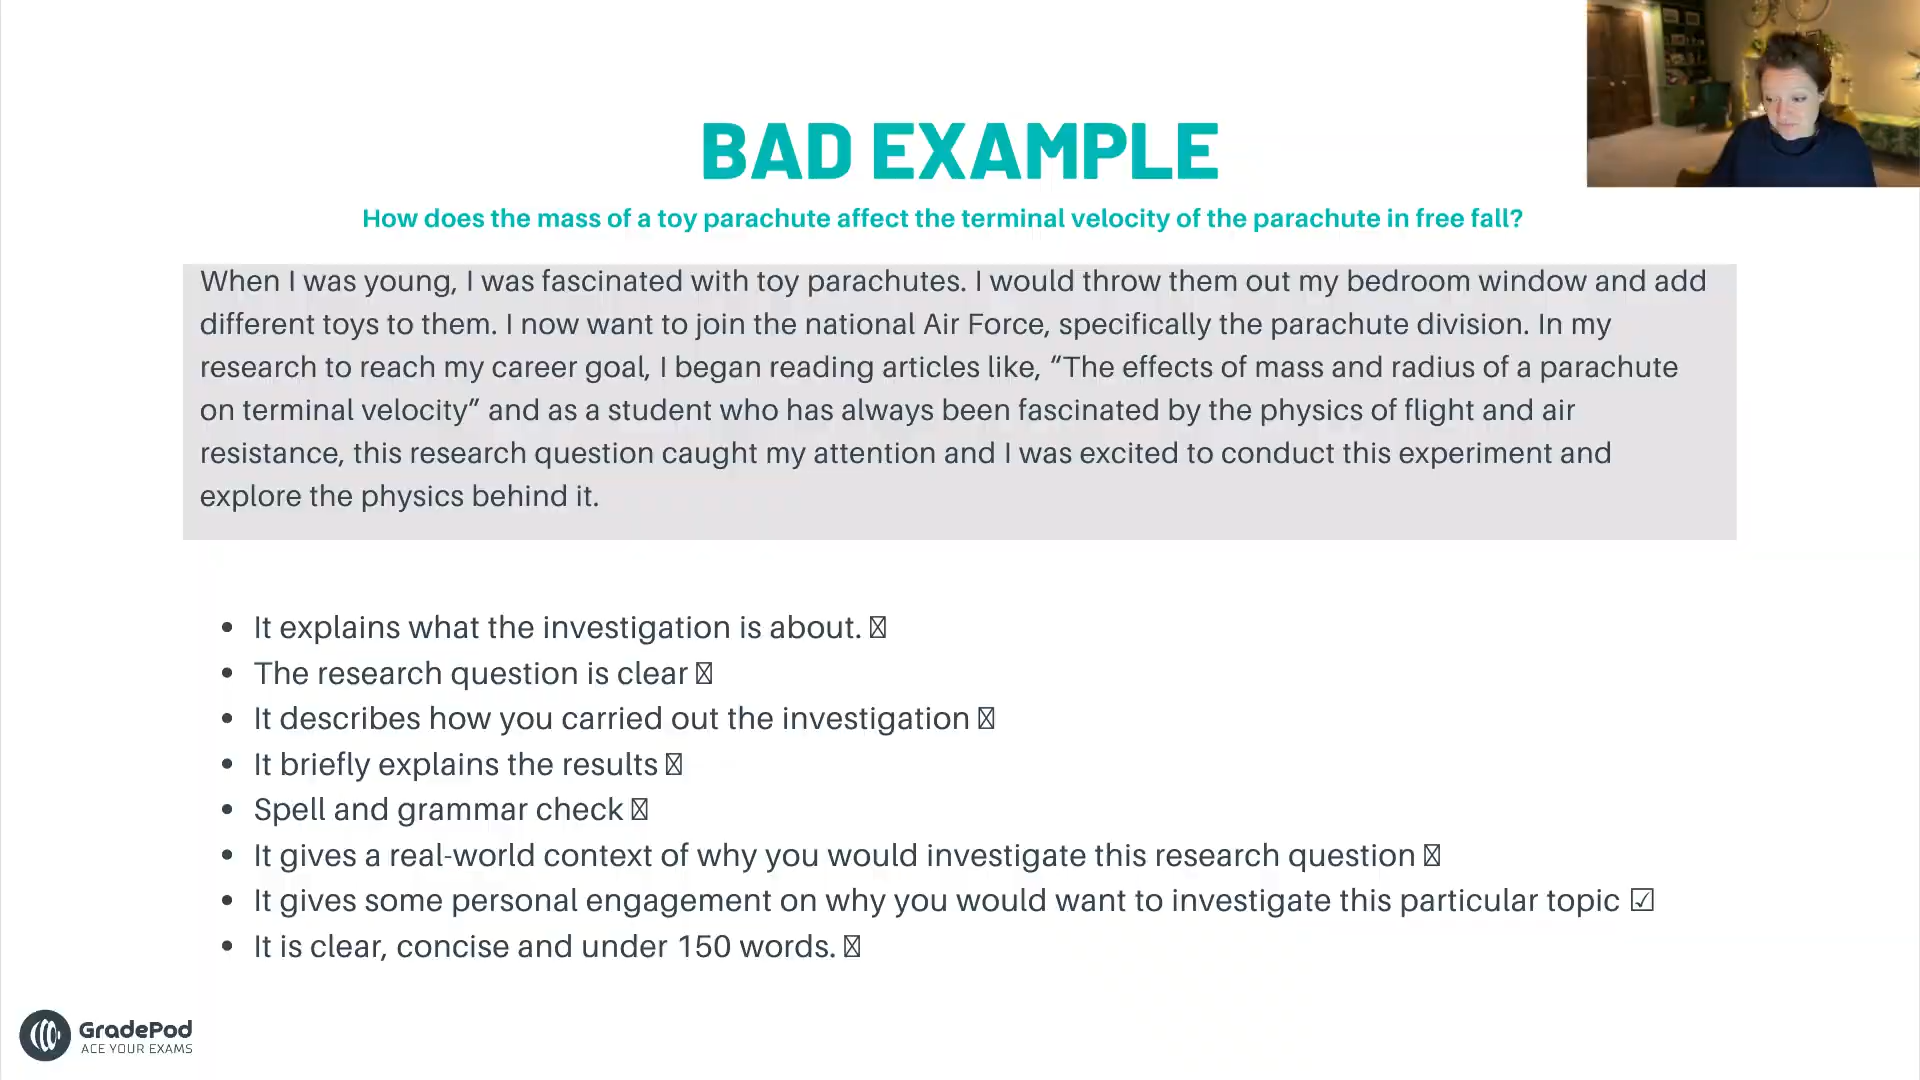 BAD EXAMPLE
How does the mass of a toy parachute affect the terminal velocity of the parachute in free fall?
When I was young, I was fascinated with toy parachutes. I would throw them out my bedroom window and add
different toys to them. I now want to join the national Air Force, specifically the parachute division. In my
research to reach my career goal, I began reading articles like, “The effects of mass and radius of a parachute
on terminal velocity” and as a student who has always been fascinated by the physics of flight and air
resistance, this research question caught my attention and I was excited to conduct this experiment and
explore the physics behind it.
• It explains what the investigation is about. 
• The research question is clear 
• It describes how you carried out the investigation 
• It briefly explains the results 
• Spell and grammar check 
• It gives a real-world context of why you would investigate this research question 
• It gives some personal engagement on why you would want to investigate this particular topic ☑
• It is clear, concise and under 150 words. 
GradePod
ACE YOUR EXAMS